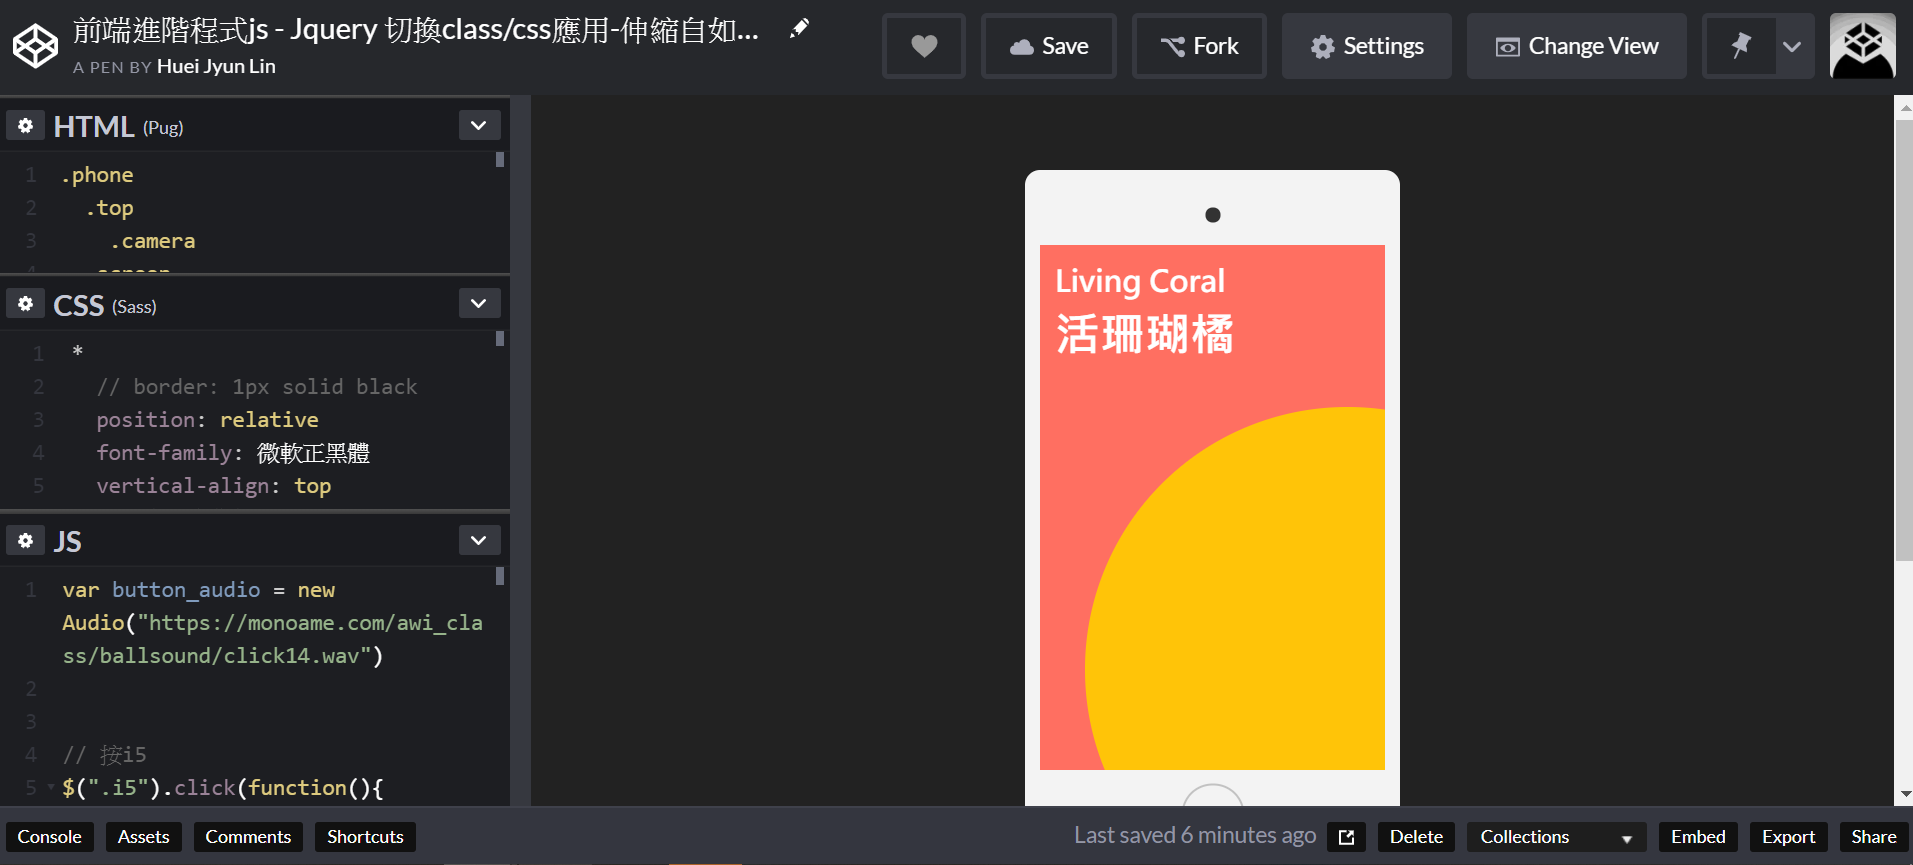 前端進階程式js - Jquery 切換class/css應用-伸縮自如...
A PEN BY Huei Jyun Lin
Save
Fork
Settings
Change View
HTML (Pug)
1 .phone
2 .top
3 .camera
4 screen
CSS (Sass)
1 *
2 // border: 1px solid black
3 position: relative
4 font-family: 微軟正黑體
5 vertical-align: top
JS
1 var button_audio = new
Audio("https://monoame.com/awi_cla
ss/ballsound/click14.wav")
2
3
4 // 按i5
5 $(".i5").click(function(){
Living Coral
活珊瑚橘
Console
Assets
Comments
Shortcuts
Last saved 6 minutes ago
Delete
Collections
Embed
Export
Share